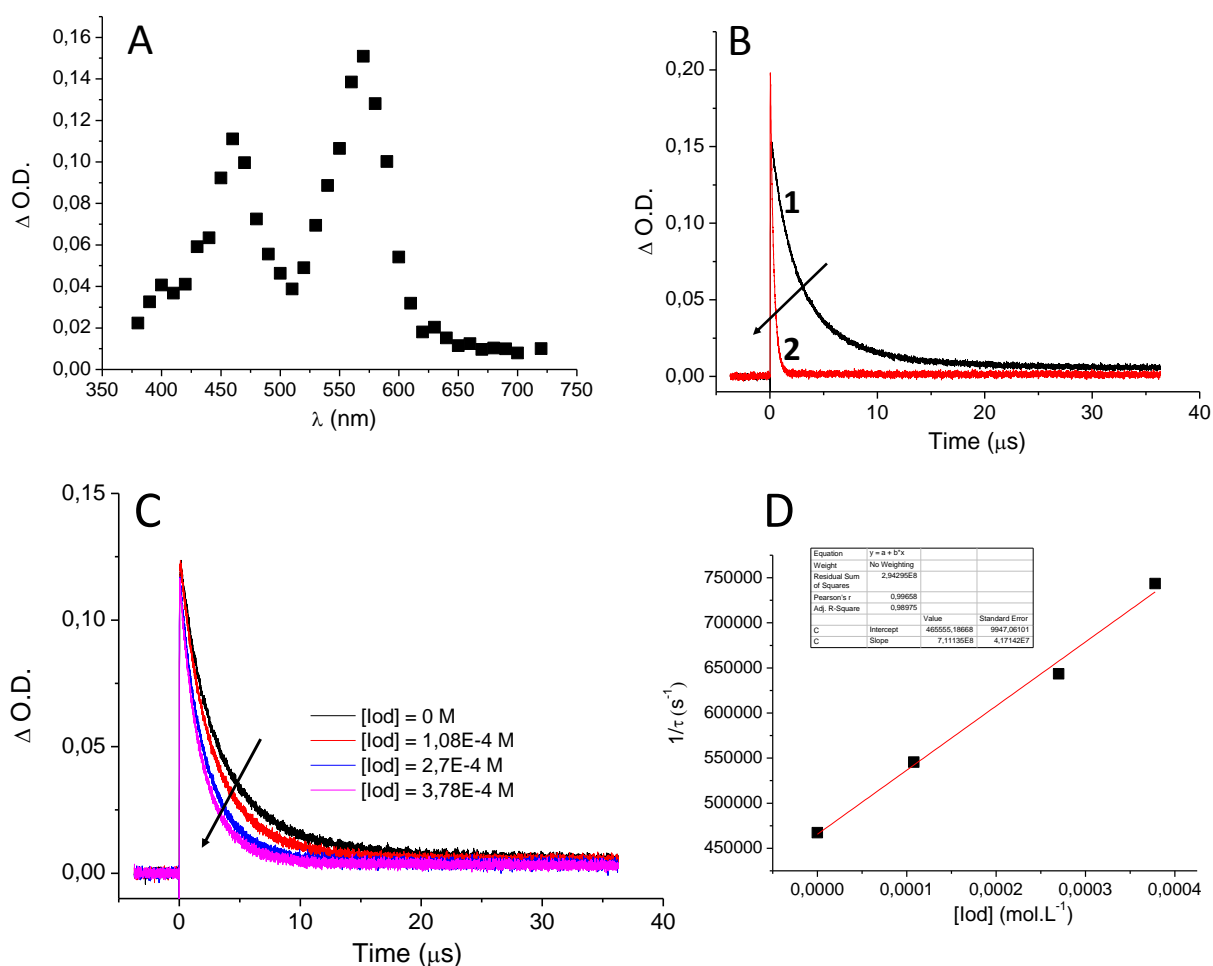 A
0,16
0,14
0,12
0,10
0,08
0,06
0,04
0,02
0,00
Δ O.D.
350 400 450 500 550 600 650 700 750
λ (nm)
B
0,20
0,15
0,10
0,05
0,00
Δ O.D.
1
2
0 10 20 30 40
Time (μs)
C
0,15
0,10
0,05
0,00
Δ O.D.
[Iod] = 0 M
[Iod] = 1,08E-4 M
[Iod] = 2,7E-4 M
[Iod] = 3,78E-4 M
0 10 20 30 40
Time (μs)
D
Equation y = a + b*x
Weight No Weighting
Residual Sum of Squares 2,94295E8
Pearson's r 0,99658
Adj. R-Square 0,98975
Value Standard Error
C Intercept 465555,18668 9947,06101
C Slope 7,11135E8 4,17142E7
750000
700000
650000
600000
550000
500000
450000
1/τ (s⁻¹)
0,0000 0,0001 0,0002 0,0003 0,0004
[Iod] (mol.L⁻¹)